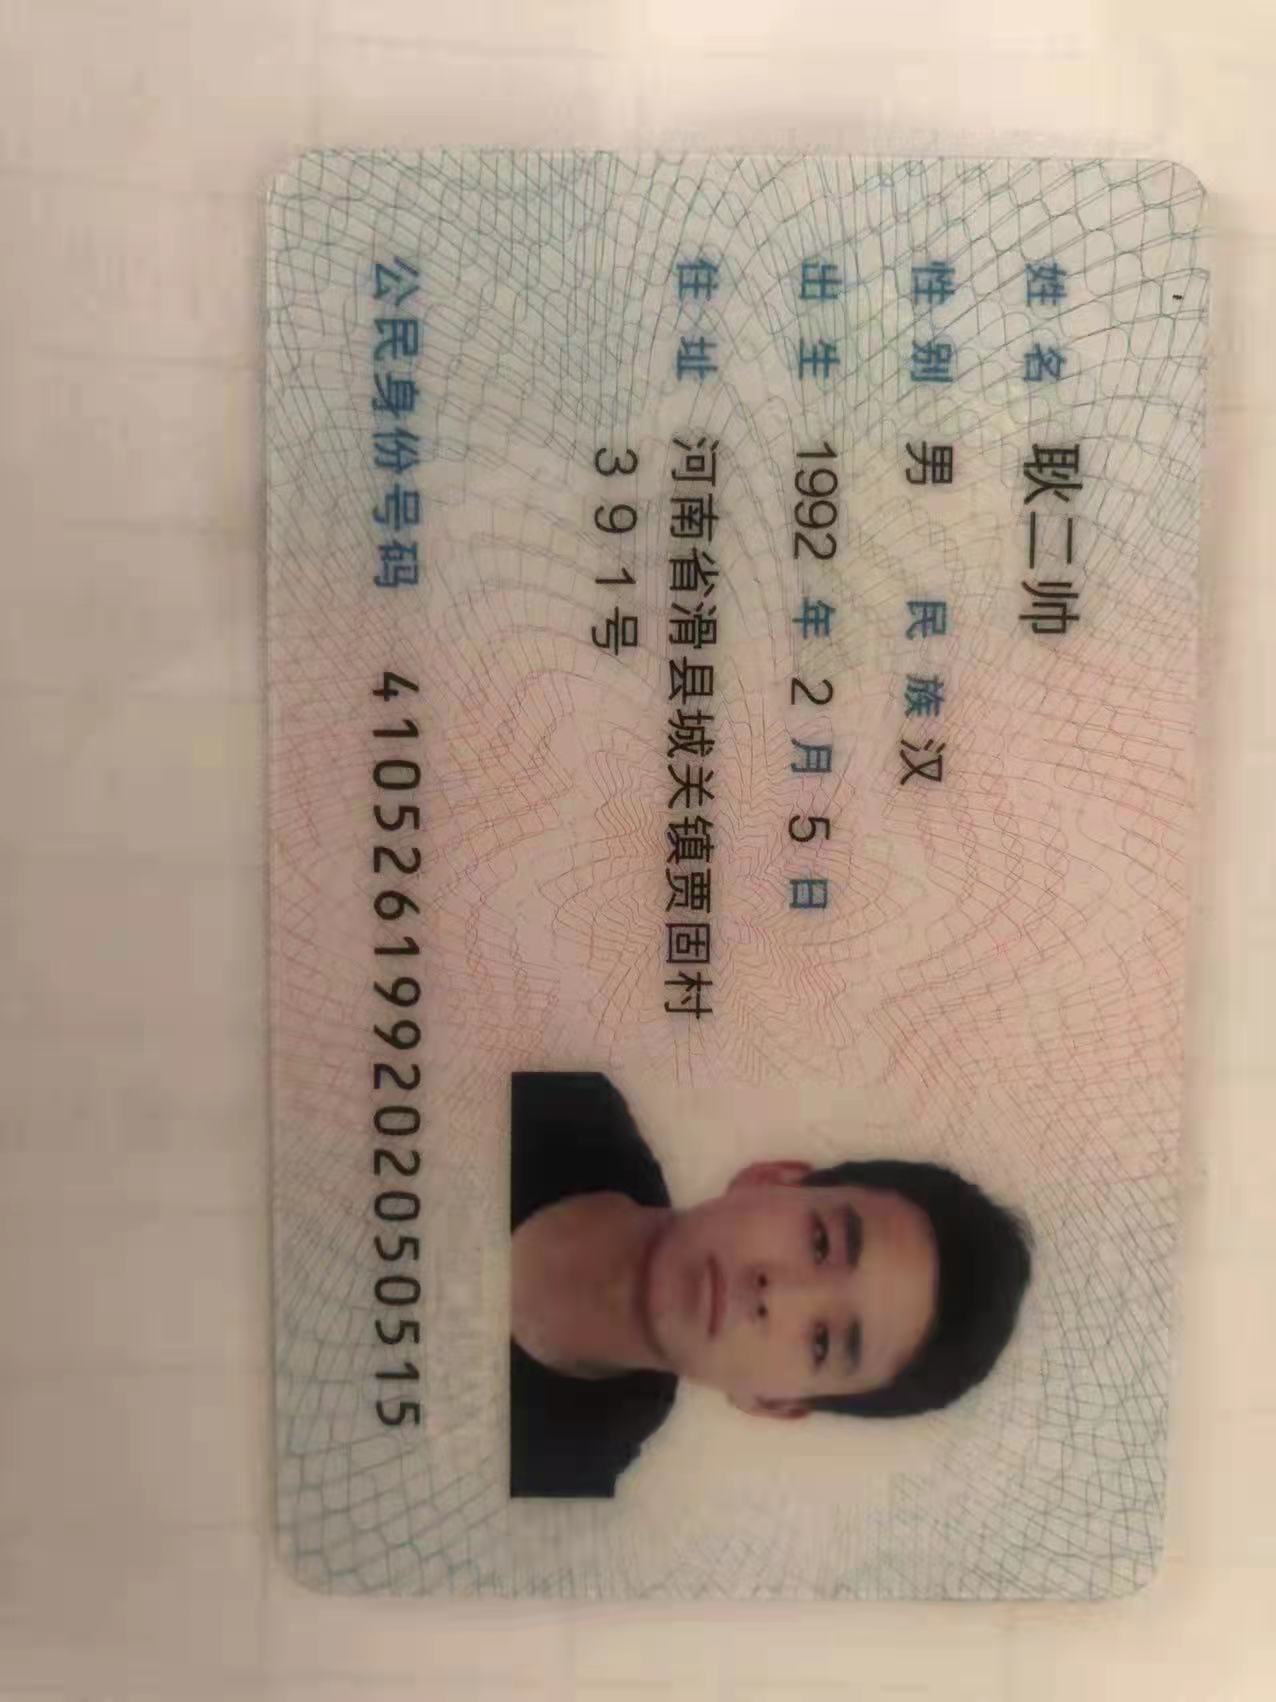 姓名 耿二帅
性别 男 民族 汉
出生 1992 年 2 月 5 日
住址 河南省滑县城关镇贾固村
391号
公民身份号码 410526199202050515